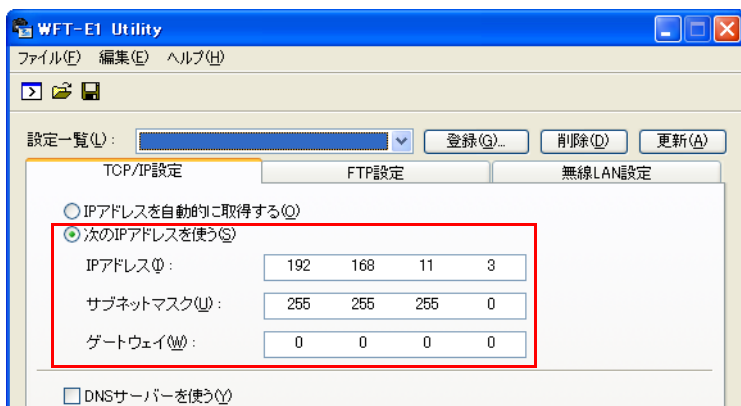 WFT-E1 Utility
ファイル(F) 編集(E) ヘルプ(H)
設定一覧(L): 登録(G)... 削除(D) 更新(A)
TCP/IP設定 FTP設定 無線LAN設定
IPアドレスを自動的に取得する(O)
次のIPアドレスを使う(S)
IPアドレス(I): 192 168 11 3
サブネットマスク(U): 255 255 255 0
ゲートウェイ(W): 0 0 0 0
DNSサーバーを使う(Y)